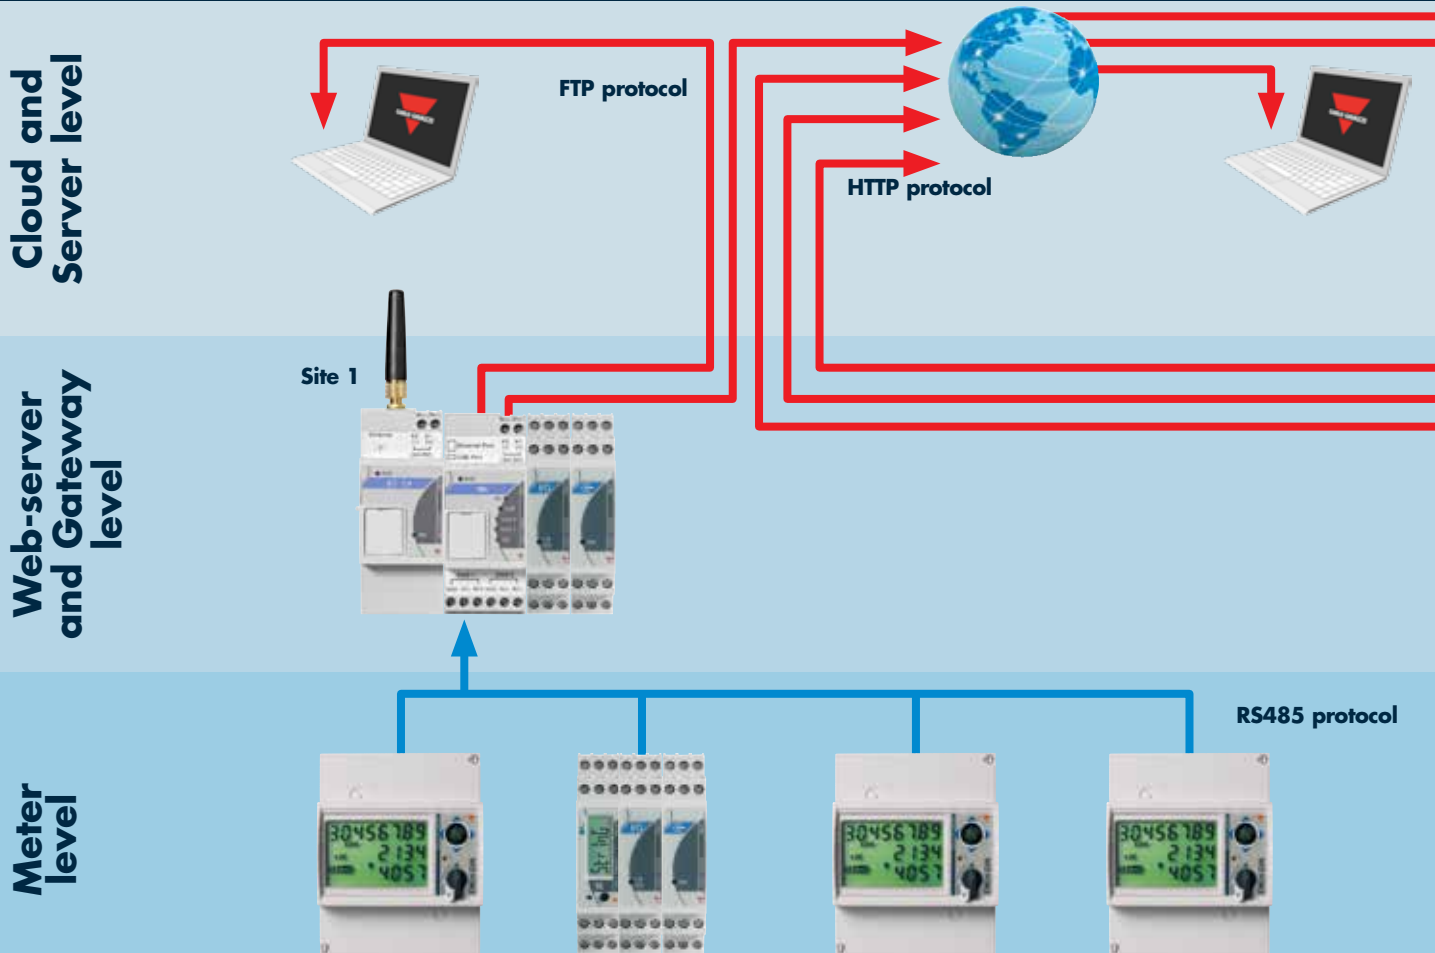 Cloud and
Server level
FTP protocol
HTTP protocol
Web-server
and Gateway
level
Site 1
RS485 protocol
Meter
level
30456789
2134
4057
30456789
2134
4057
30456789
2134
4057